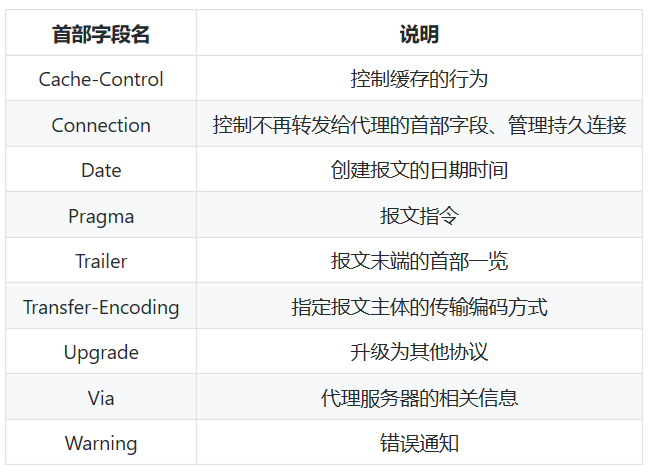 首部字段名 说明
Cache-Control 控制缓存的行为
Connection 控制不再转发给代理的首部字段、管理持久连接
Date 创建报文的日期时间
Pragma 报文指令
Trailer 报文末端的首部一览
Transfer-Encoding 指定报文主体的传输编码方式
Upgrade 升级为其他协议
Via 代理服务器的相关信息
Warning 错误通知